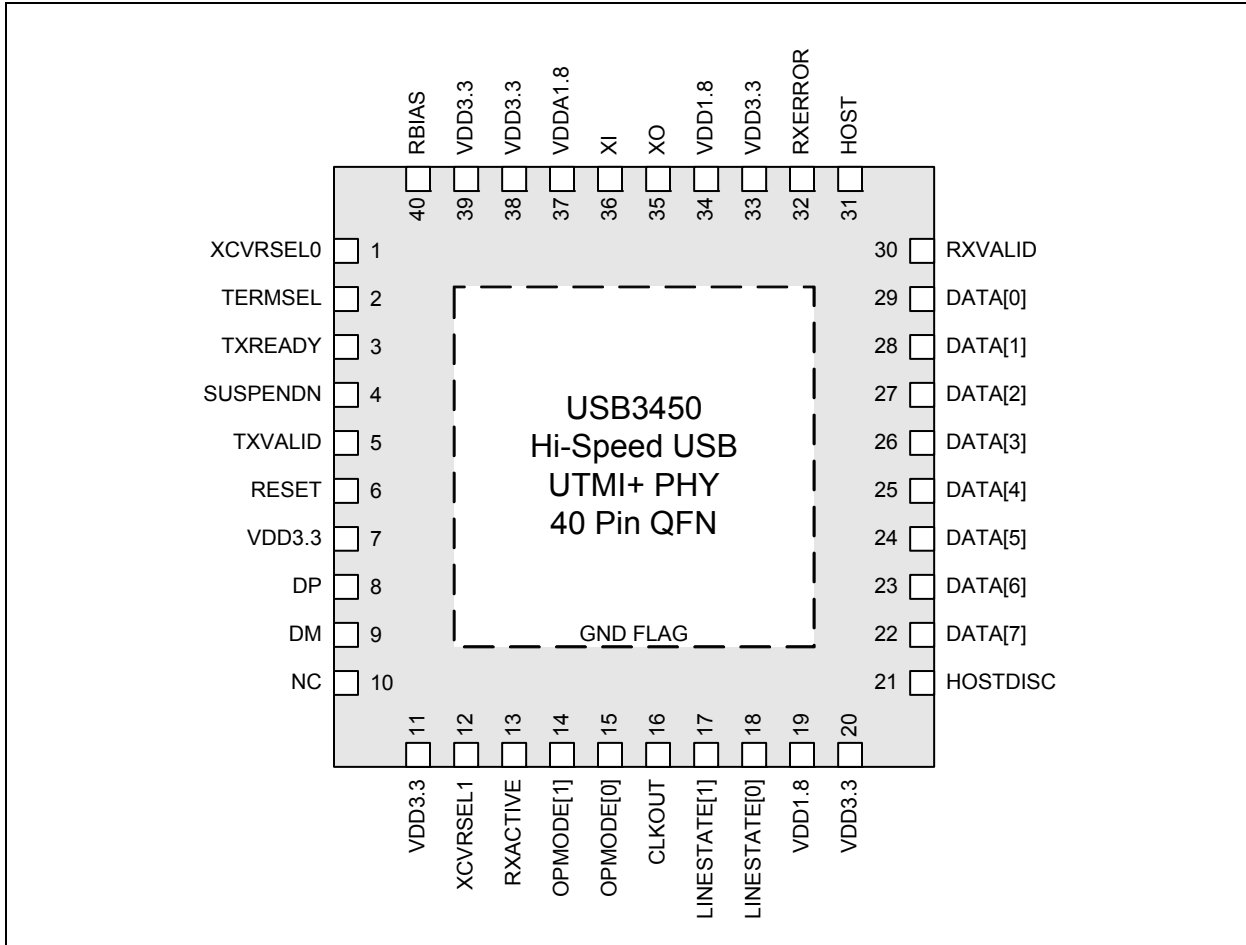 RBIAS
VDD3.3
VDD3.3
VDDA1.8
XI
XO
VDD1.8
VDD3.3
RXERROR
HOST
40
39
38
37
36
35
34
33
32
31
XCVRSEL0 1
TERMSEL 2
TXREADY 3
SUSPENDN 4
TXVALID 5
RESET 6
VDD3.3 7
DP 8
DM 9
NC 10
USB3450
Hi-Speed USB
UTMI+ PHY
40 Pin QFN
GND FLAG
30 RXVALID
29 DATA[0]
28 DATA[1]
27 DATA[2]
26 DATA[3]
25 DATA[4]
24 DATA[5]
23 DATA[6]
22 DATA[7]
21 HOSTDISC
11
12
13
14
15
16
17
18
19
20
VDD3.3
XCVRSEL1
RXACTIVE
OPMODE[1]
OPMODE[0]
CLKOUT
LINESTATE[1]
LINESTATE[0]
VDD1.8
VDD3.3